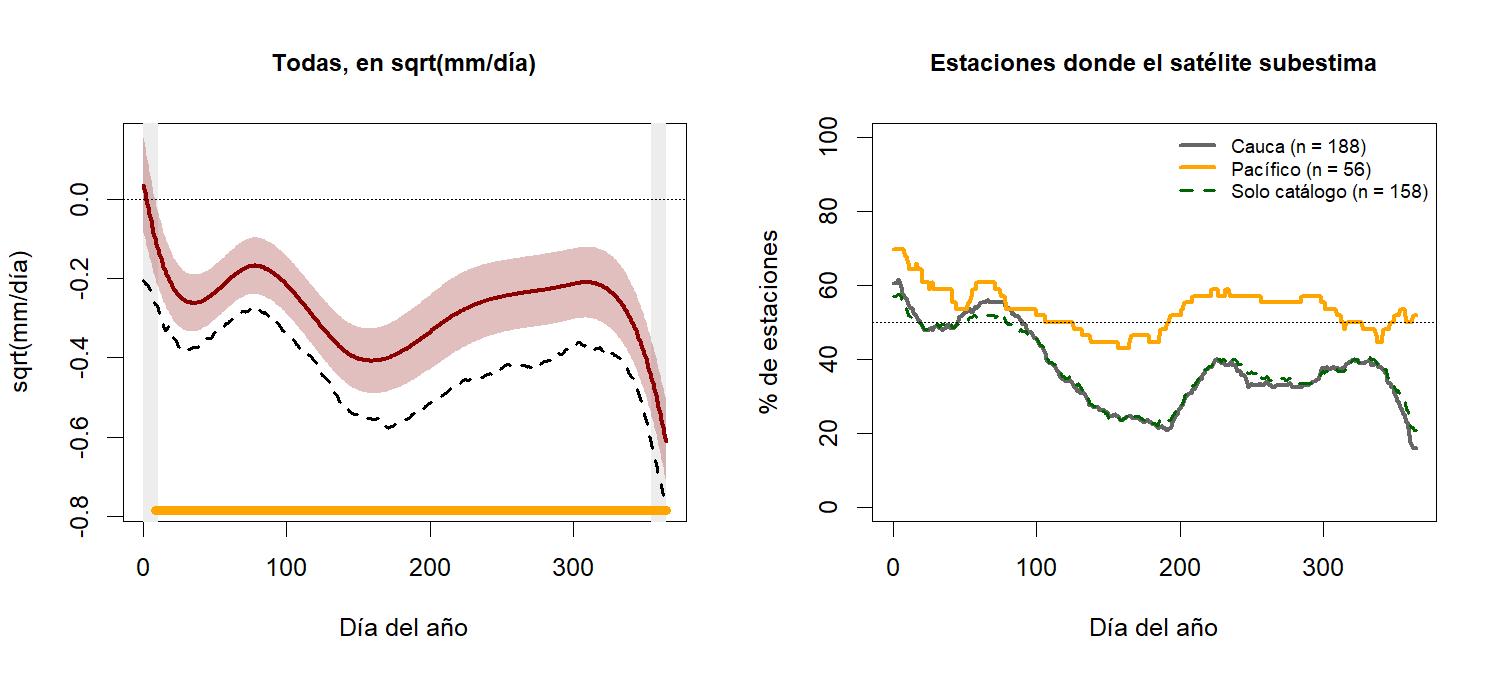 Todas, en sqrt(mm/día)
sqrt(mm/día)
0.0
-0.2
-0.4
-0.6
-0.8
0
100
200
300
Día del año
Estaciones donde el satélite subestima
% de estaciones
100
80
60
40
20
0
Cauca (n = 188)
Pacífico (n = 56)
Solo catálogo (n = 158)
0
100
200
300
Día del año